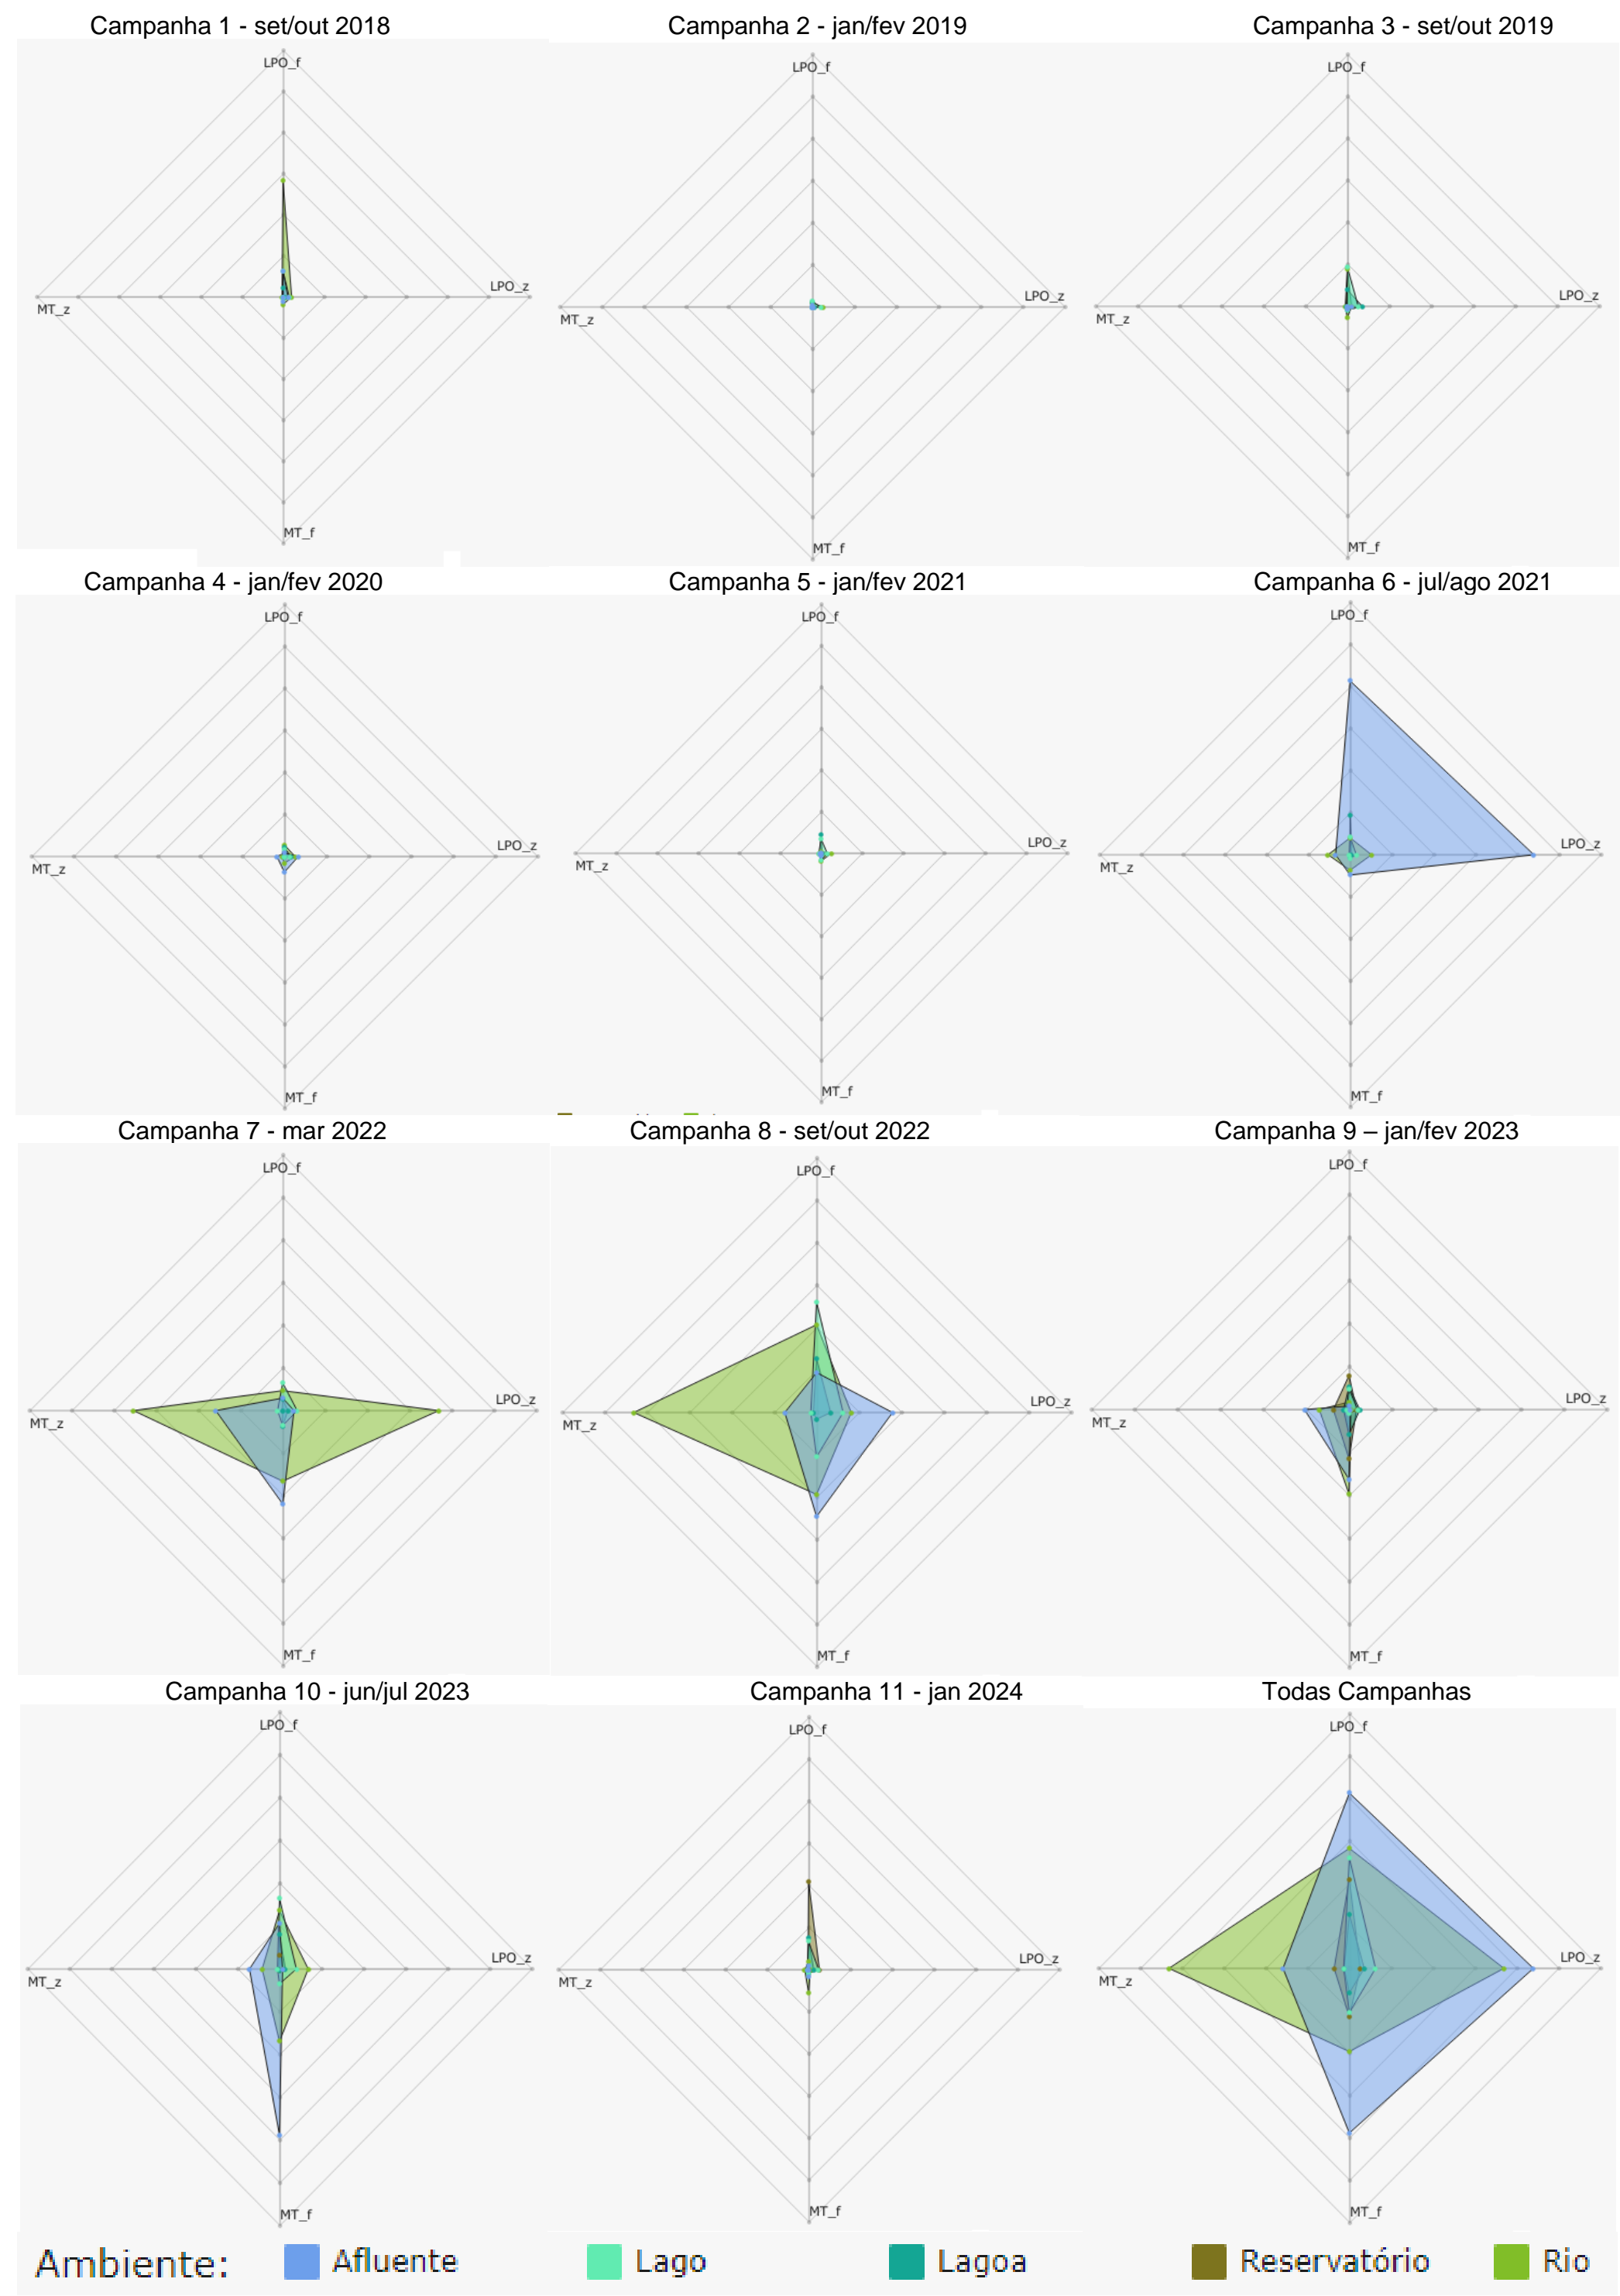 Campanha 1 - set/out 2018
Campanha 2 - jan/fev 2019
Campanha 3 - set/out 2019
LPO_f
LPO_f
LPO_f
LPO_z
LPO_z
LPO_z
MT_z
MT_z
MT_z
MT_f
MT_f
MT_f
Campanha 4 - jan/fev 2020
Campanha 5 - jan/fev 2021
Campanha 6 - jul/ago 2021
LPO_f
LPO_f
LPO_f
LPO_z
LPO_z
LPO_z
MT_z
MT_z
MT_z
MT_f
MT_f
MT_f
Campanha 7 - mar 2022
Campanha 8 - set/out 2022
Campanha 9 – jan/fev 2023
LPO_f
LPO_f
LPO_f
LPO_z
LPO_z
LPO_z
MT_z
MT_z
MT_z
MT_f
MT_f
MT_f
Campanha 10 - jun/jul 2023
Campanha 11 - jan 2024
Todas Campanhas
LPO_f
LPO_f
LPO_f
LPO_z
LPO_z
LPO_z
MT_z
MT_z
MT_z
MT_f
MT_f
MT_f
Ambiente: Afluente Lago Lagoa Reservatório Rio